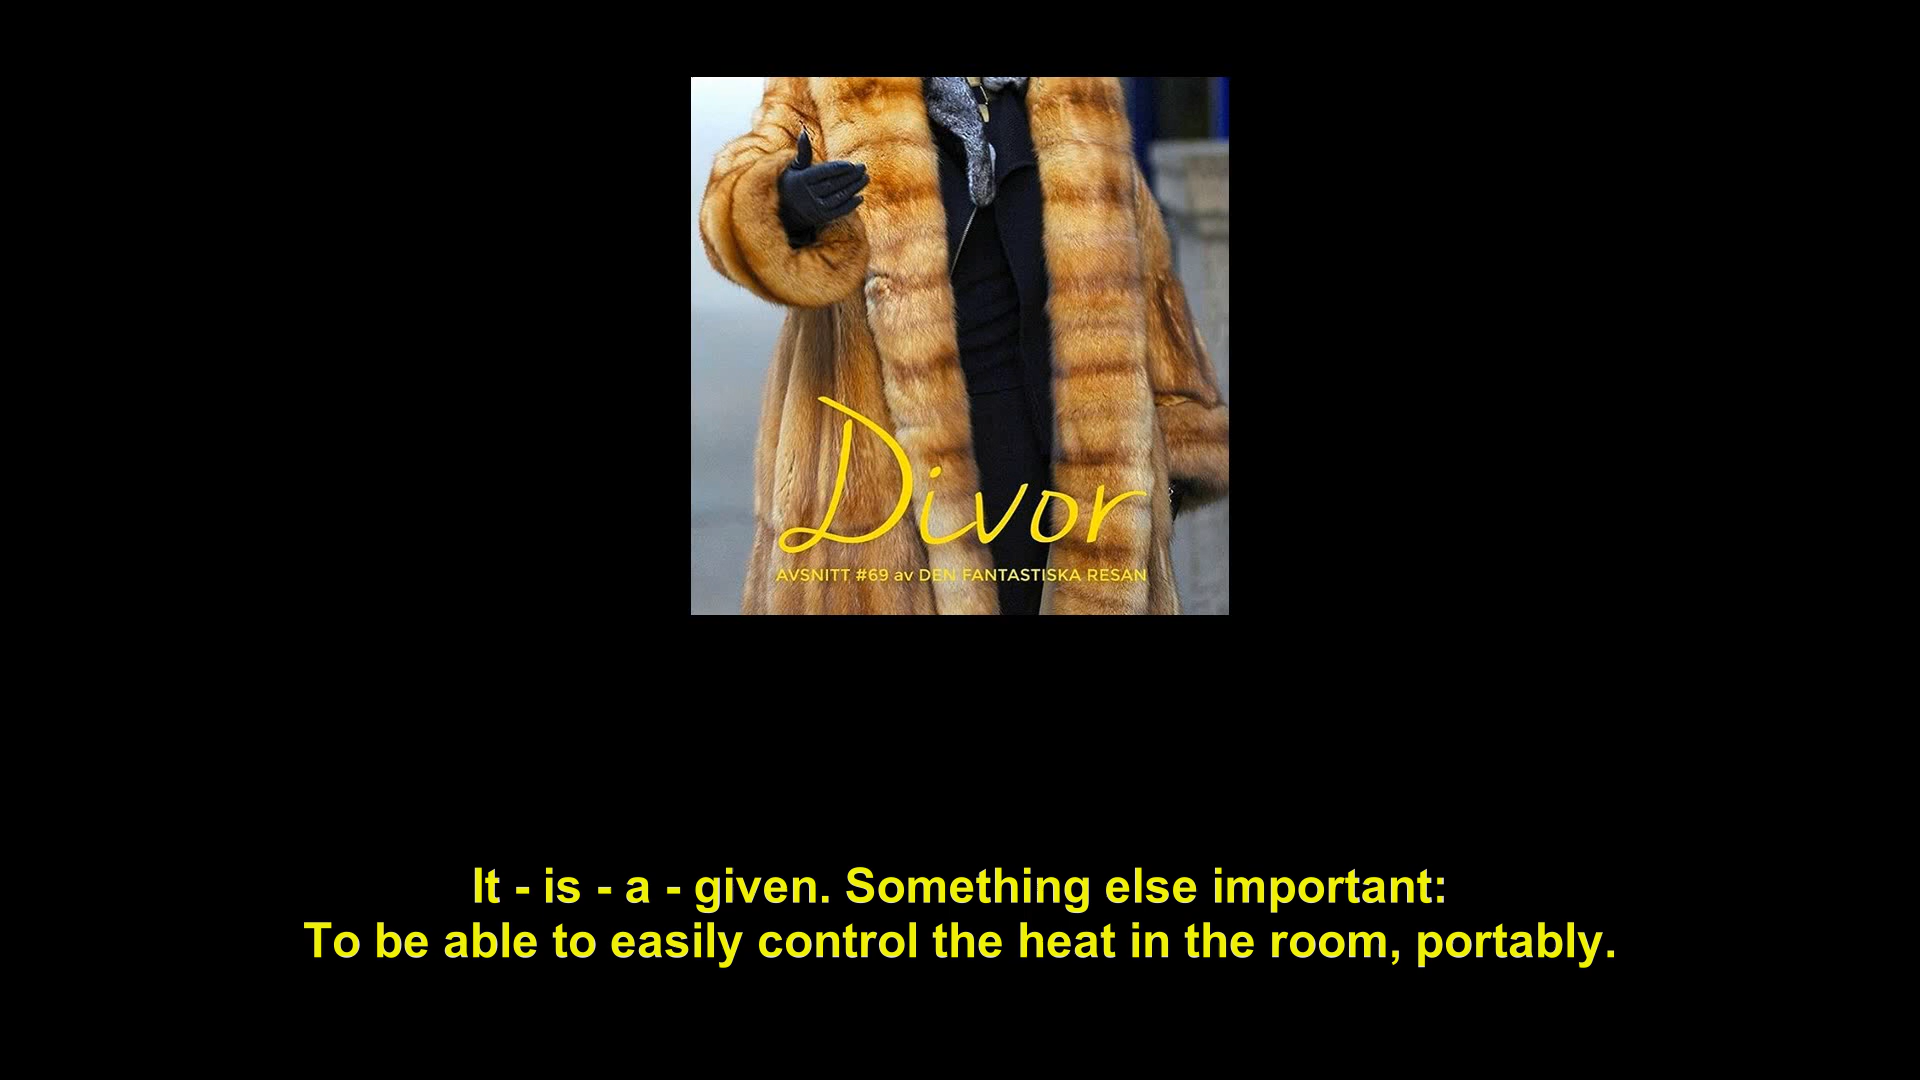 Divor
AVSNITT #69 av DEN FANTASTISKA RESAN
It - is - a - given. Something else important:
To be able to easily control the heat in the room, portably.